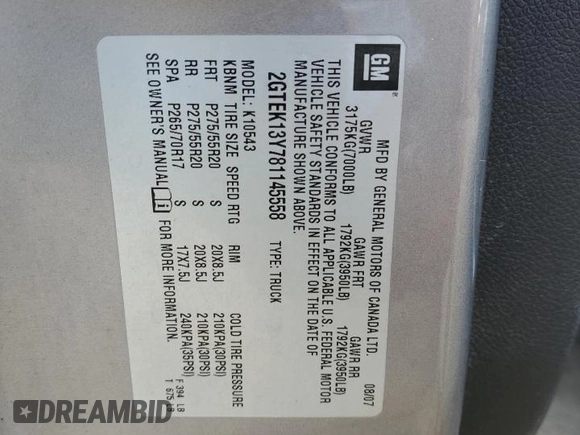 GM
MFD BY GENERAL MOTORS OF CANADA LTD. 08/07
GVWR GAWR FRT GAWR RR
3175KG(7000LB) 1792KG(3950LB) 1792KG(3950LB)
THIS VEHICLE CONFORMS TO ALL APPLICABLE U.S. FEDERAL MOTOR
VEHICLE SAFETY STANDARDS IN EFFECT ON THE DATE OF
MANUFACTURE SHOWN ABOVE.
2GTEK13Y781145558 TYPE: TRUCK
MODEL: K10543
KBNM TIRE SIZE SPEED RTG RIM COLD TIRE PRESSURE
FRT P275/55R20 S 20X8.5J 210KPA(30PSI)
RR P275/55R20 S 20X8.5J 210KPA(30PSI)
SPA P265/70R17 S 17X7.5J 240KPA(35PSI)
SEE OWNER'S MANUAL i FOR MORE INFORMATION.
F 394 LB
T 675 LB
DREAMBID